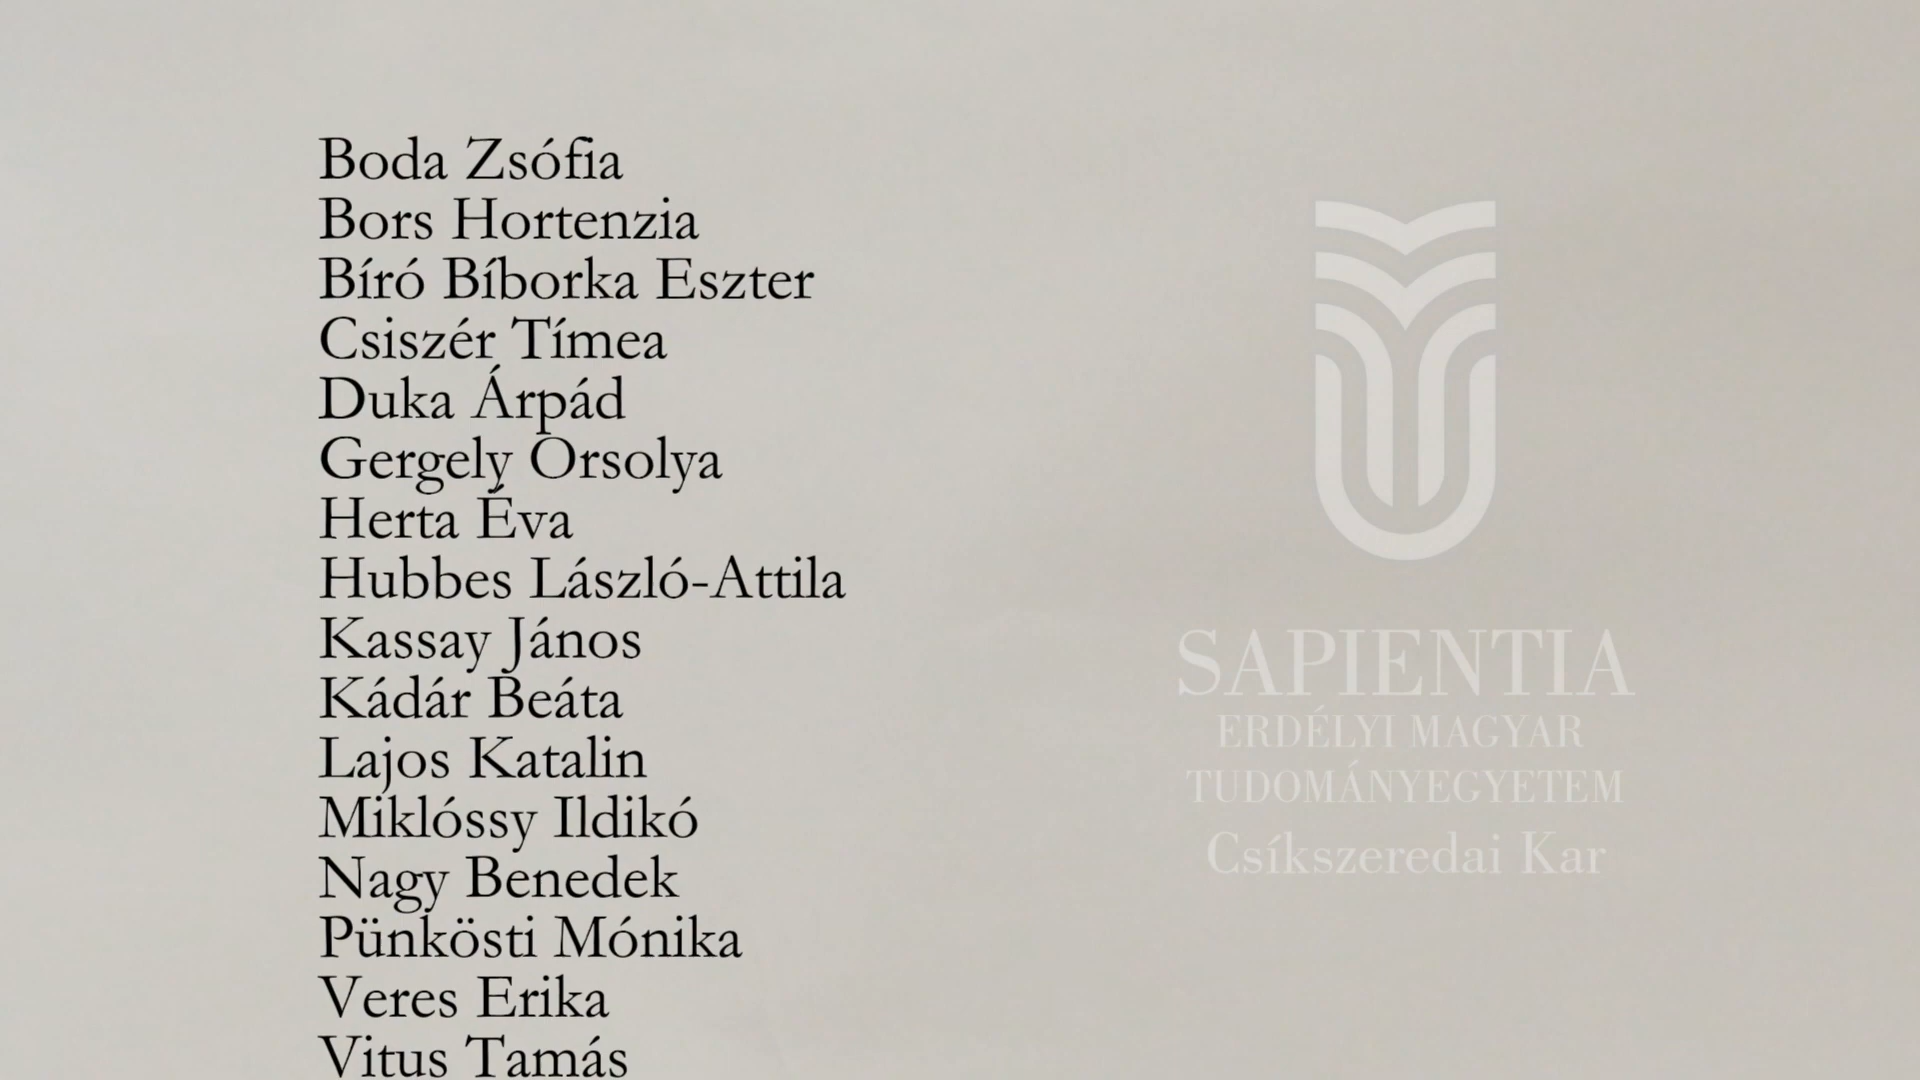 Boda Zsófia
Bors Hortenzia
Bíró Bíborka Eszter
Csiszér Tímea
Duka Árpád
Gergely Orsolya
Herta Éva
Hubbes László-Attila
Kassay János
Kádár Beáta
Lajos Katalin
Miklóssy Ildikó
Nagy Benedek
Pünkösti Mónika
Veres Erika
Vitus Tamás
SAPIENTIA
ERDÉLYI MAGYAR
TUDOMÁNYEGYETEM
Csíkszeredai Kar